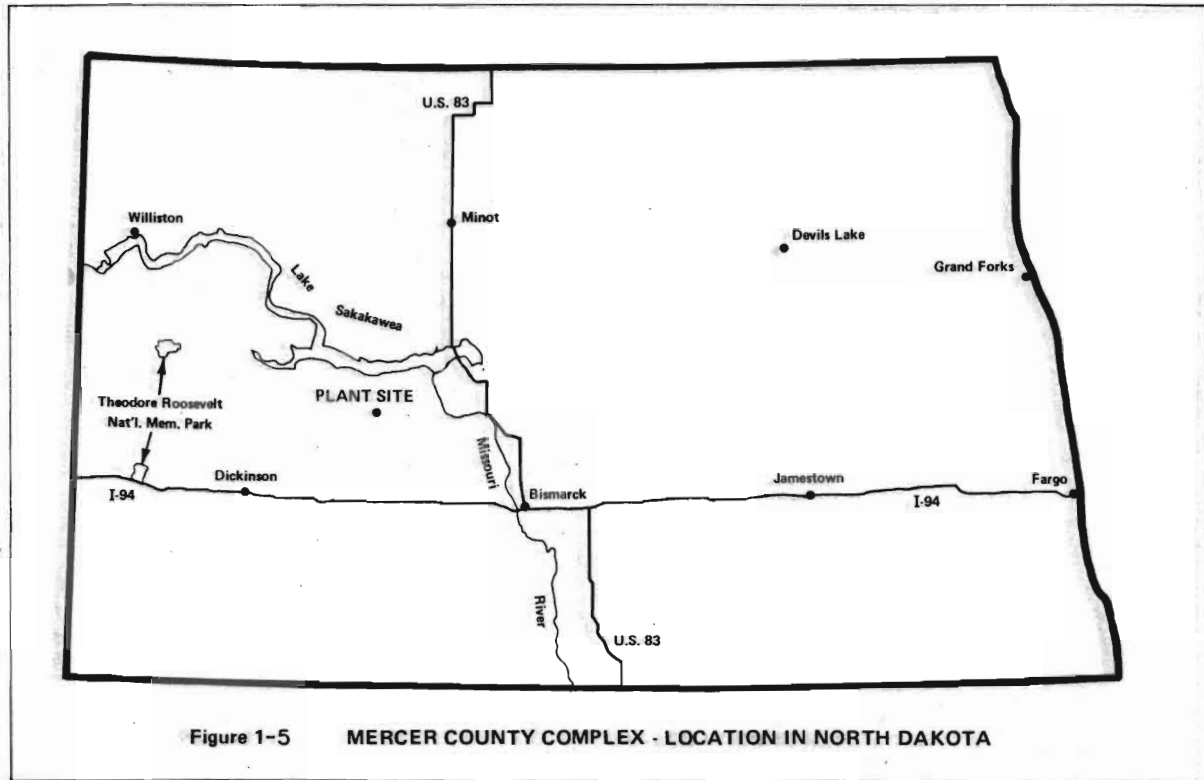 U.S. 83
Williston
Minot
Devils Lake
Grand Forks
Lake
Sakakawea
PLANT SITE
Theodore Roosevelt
Nat'l. Mem. Park
Missouri
Dickinson
I-94
Bismarck
Jamestown
I-94
Fargo
River
U.S. 83
Figure 1-5 MERCER COUNTY COMPLEX - LOCATION IN NORTH DAKOTA